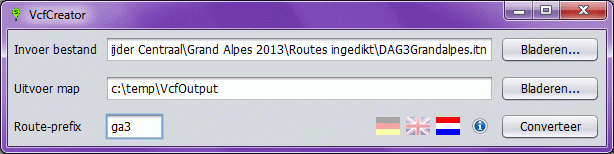 VcfCreator
Invoer bestand ijder Centraal\Grand Alpes 2013\Routes ingedikt\DAG3Grandalpes.itn Bladeren...
Uitvoer map c:\temp\VcfOutput Bladeren...
Route-prefix ga3 Converteer